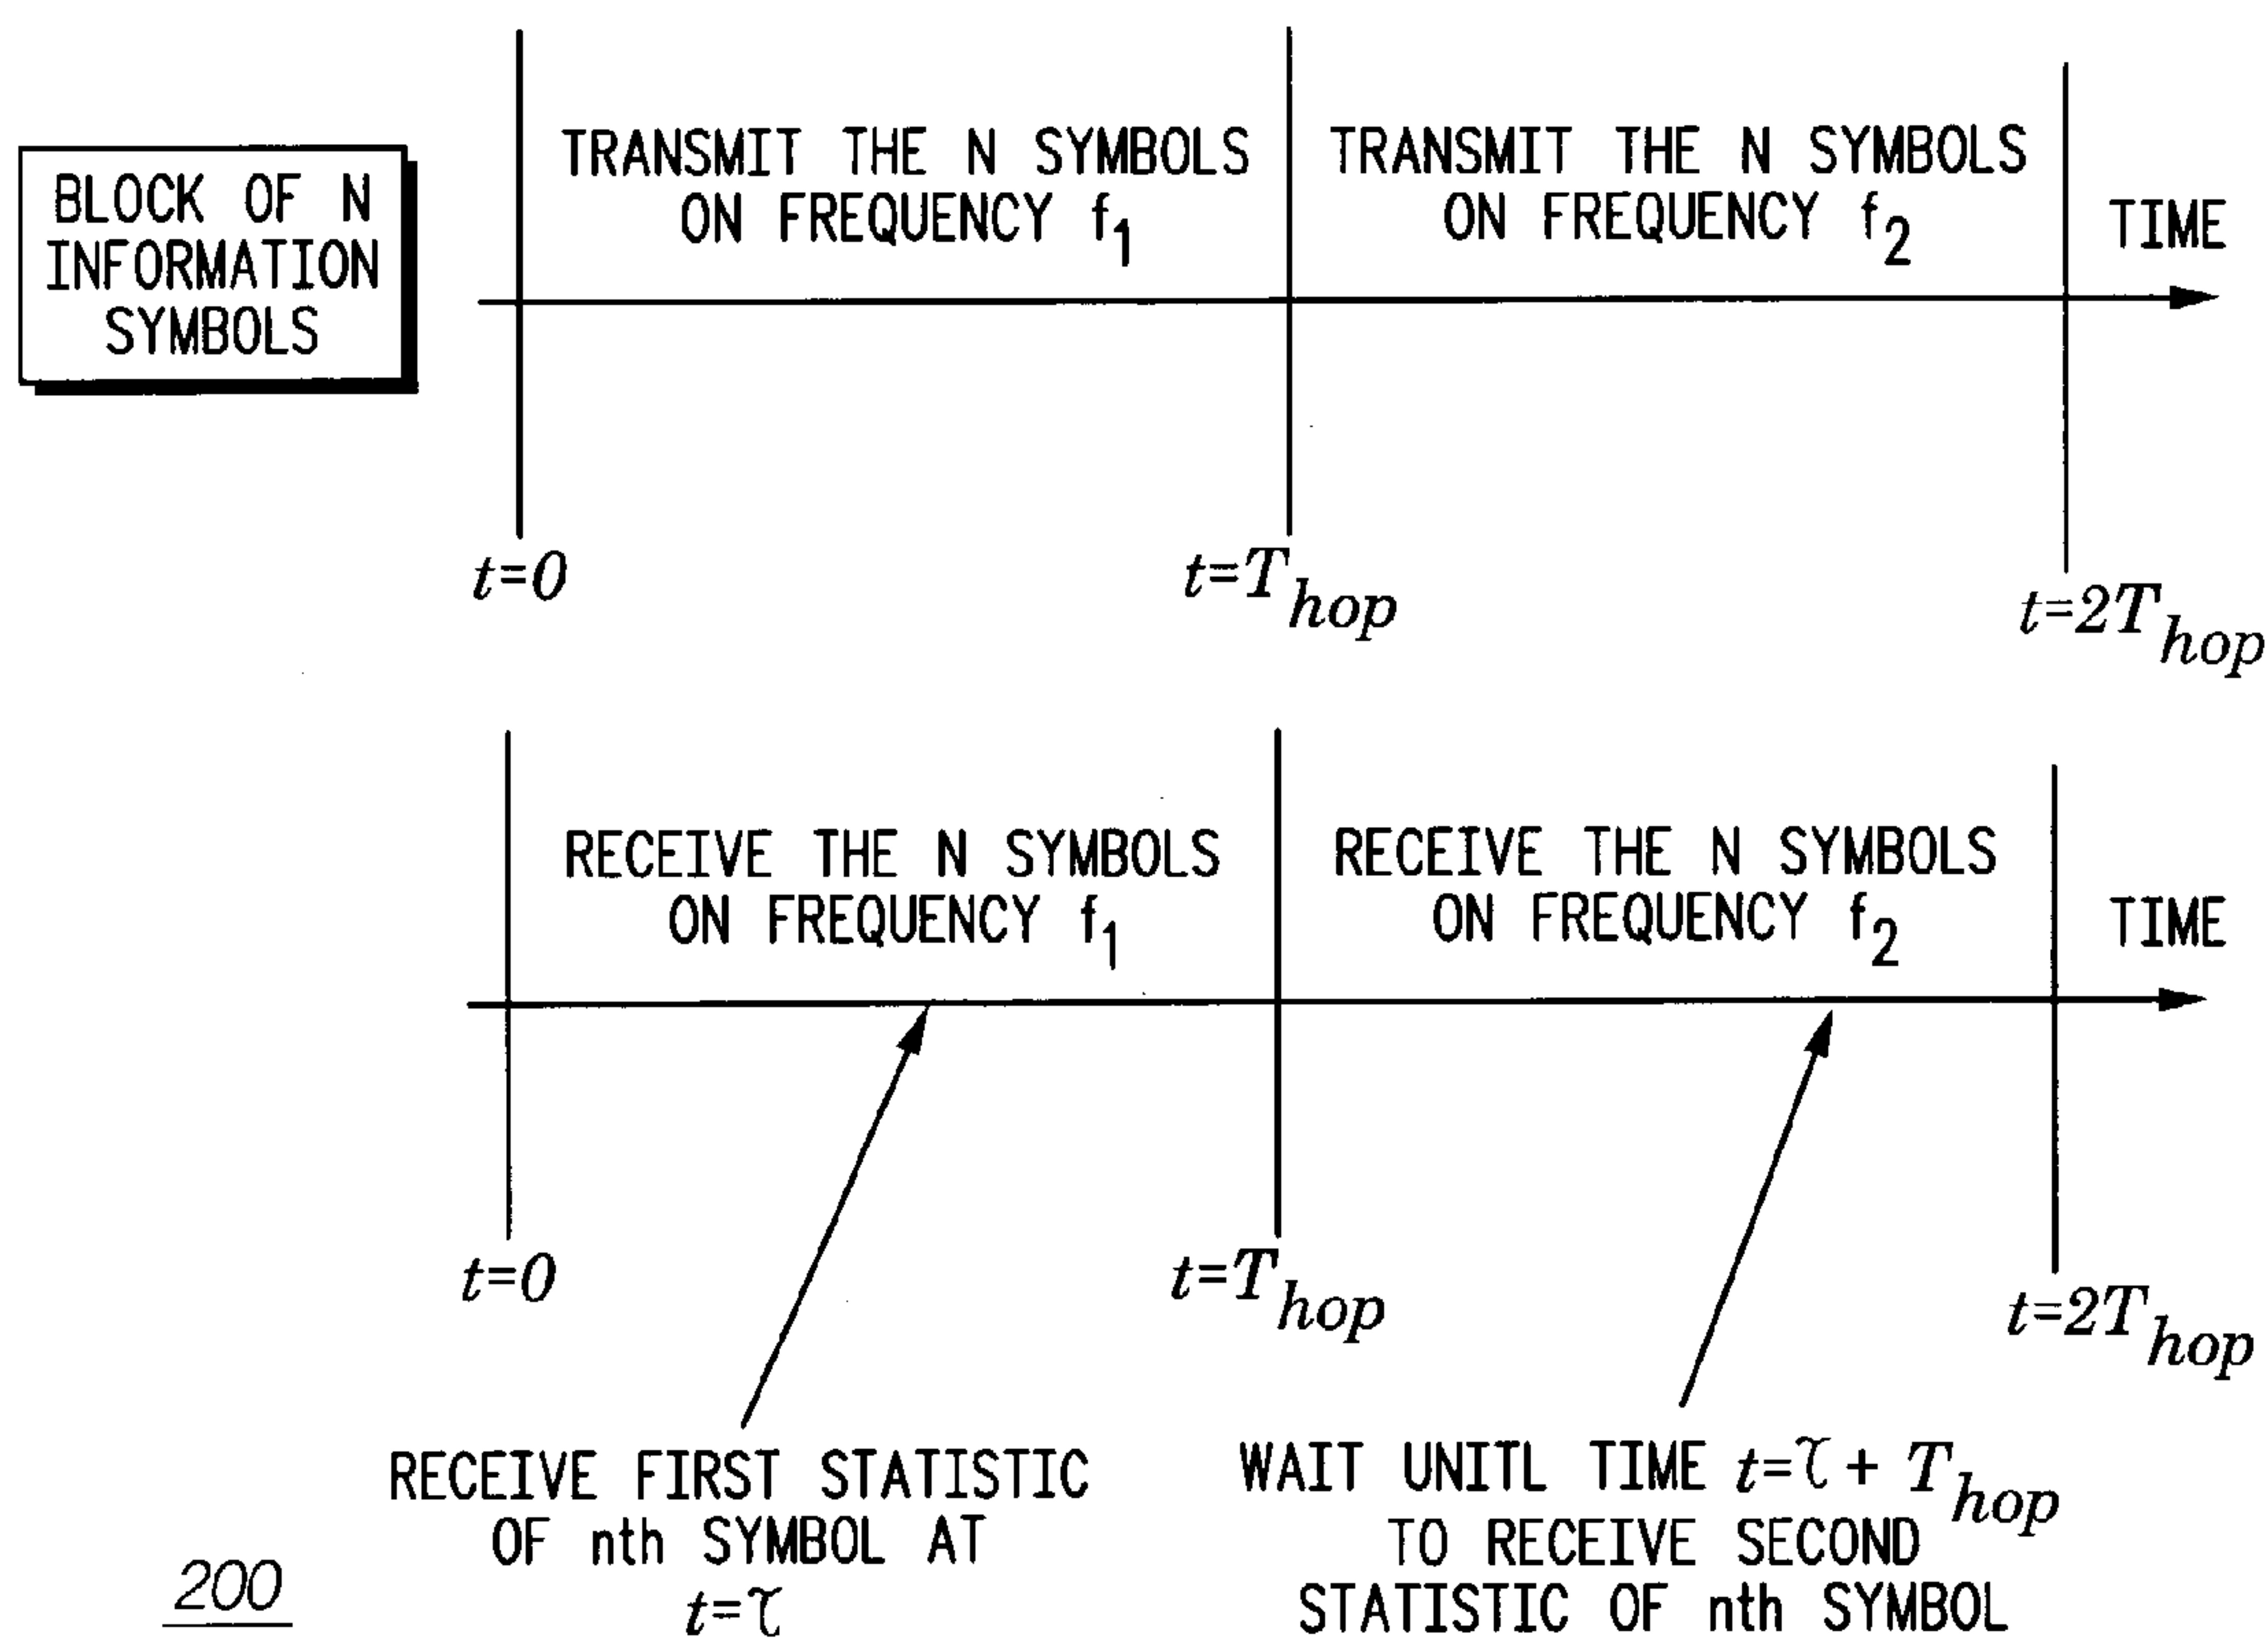 BLOCK OF N
INFORMATION
SYMBOLS
TRANSMIT THE N SYMBOLS
ON FREQUENCY f1
TRANSMIT THE N SYMBOLS
ON FREQUENCY f2
TIME
t=0
t=Thop
t=2Thop
RECEIVE THE N SYMBOLS
ON FREQUENCY f1
RECEIVE THE N SYMBOLS
ON FREQUENCY f2
TIME
t=0
t=Thop
t=2Thop
RECEIVE FIRST STATISTIC
OF nth SYMBOL AT
t=τ
WAIT UNITL TIME t=τ + Thop
TO RECEIVE SECOND
STATISTIC OF nth SYMBOL
200